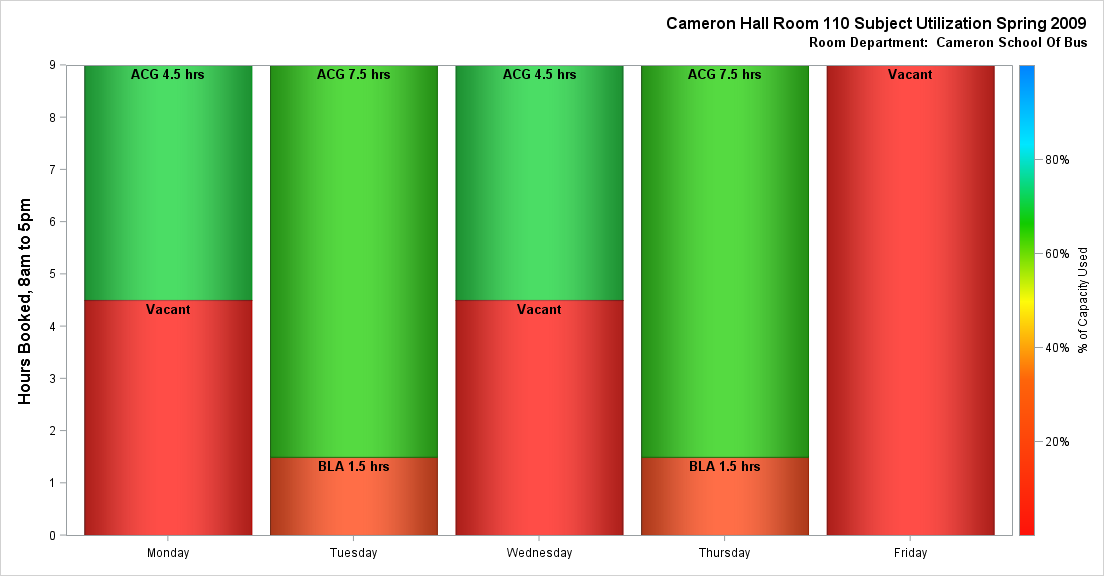 Cameron Hall Room 110 Subject Utilization Spring 2009
Room Department: Cameron School Of Bus
Hours Booked, 8am to 5pm
9
8
7
6
5
4
3
2
1
0
ACG 4.5 hrs
Vacant
ACG 7.5 hrs
BLA 1.5 hrs
ACG 4.5 hrs
Vacant
ACG 7.5 hrs
BLA 1.5 hrs
Vacant
Monday
Tuesday
Wednesday
Thursday
Friday
80%
60%
40%
20%
% of Capacity Used